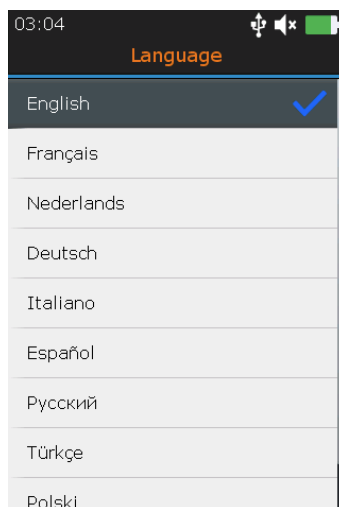 03:04
Language
English
Français
Nederlands
Deutsch
Italiano
Español
Русский
Türkçe
Polski